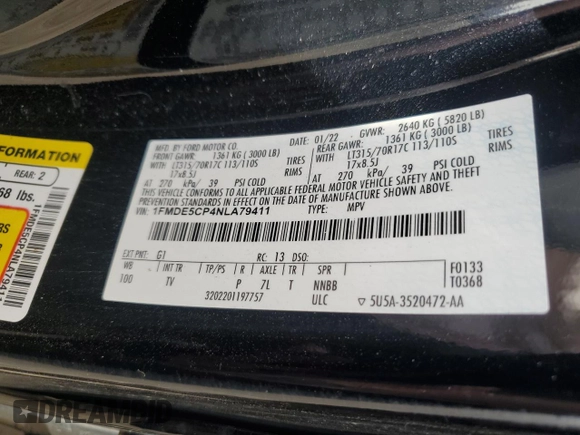 MFD. BY FORD MOTOR CO.
DATE: 01/22 GVWR: 2640 KG ( 5820 LB)
FRONT GAWR: 1361 KG ( 3000 LB)
REAR GAWR: 1361 KG ( 3000 LB)
WITH LT315/70R17C 113/110S TIRES
WITH LT315/70R17C 113/110S TIRES
17x8.5J RIMS
17x8.5J RIMS
AT 270 kPa/ 39 PSI COLD
AT 270 kPa/ 39 PSI COLD
THIS VEHICLE CONFORMS TO ALL APPLICABLE FEDERAL MOTOR VEHICLE SAFETY AND THEFT
PREVENTION STANDARDS IN EFFECT ON THE DATE OF MANUFACTURE SHOWN ABOVE.
VIN: 1FMDE5CP4NLA79411 TYPE: MPV
EXT PNT: G1 RC: 13 DSO:
WB INT TR TP/PS R AXLE TR SPR F0133
100 TV P 7L T NNBB T0368
3202201197757 ULC ▽ 5U5A-3520472-AA
FORMATION
REAR: 2
68 lbs.
BS
1FMDE5CP4NLA79411
DREAMBID